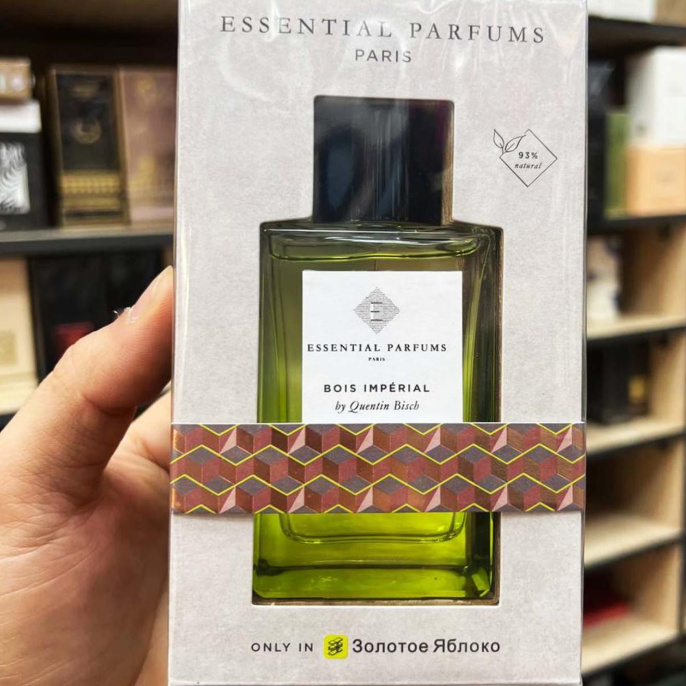 ESSENTIAL PARFUMS
PARIS
93%
natural
E
ESSENTIAL PARFUMS
PARIS
BOIS IMPÉRIAL
by Quentin Bisch
ONLY IN Золотое Яблоко